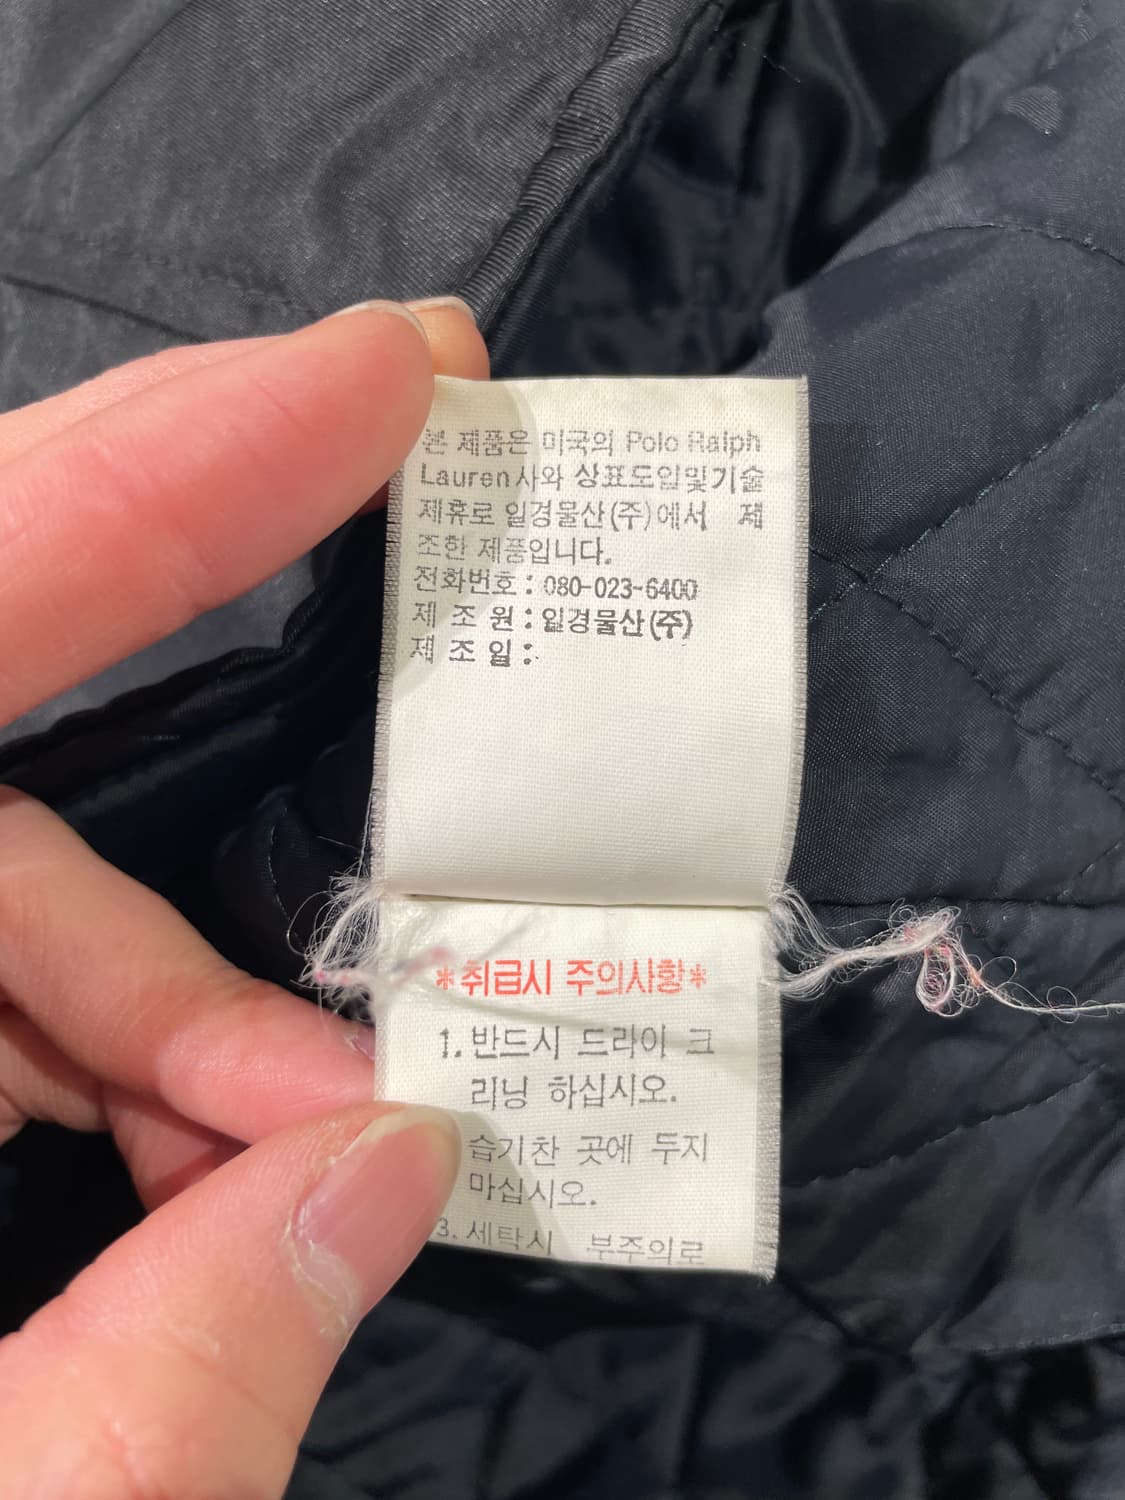 본 제품은 미국의 Polo Ralph
Lauren사와 상표도입및기술
제휴로 일경물산(주)에서 제
조한 제품입니다.
전화번호 : 080-023-6400
제 조 원 : 일경물산(주)
제 조 일 :
*취급시 주의사항*
1. 반드시 드라이 크
리닝 하십시오.
습기찬 곳에 두지
마십시오.
3. 세탁시 부주의로